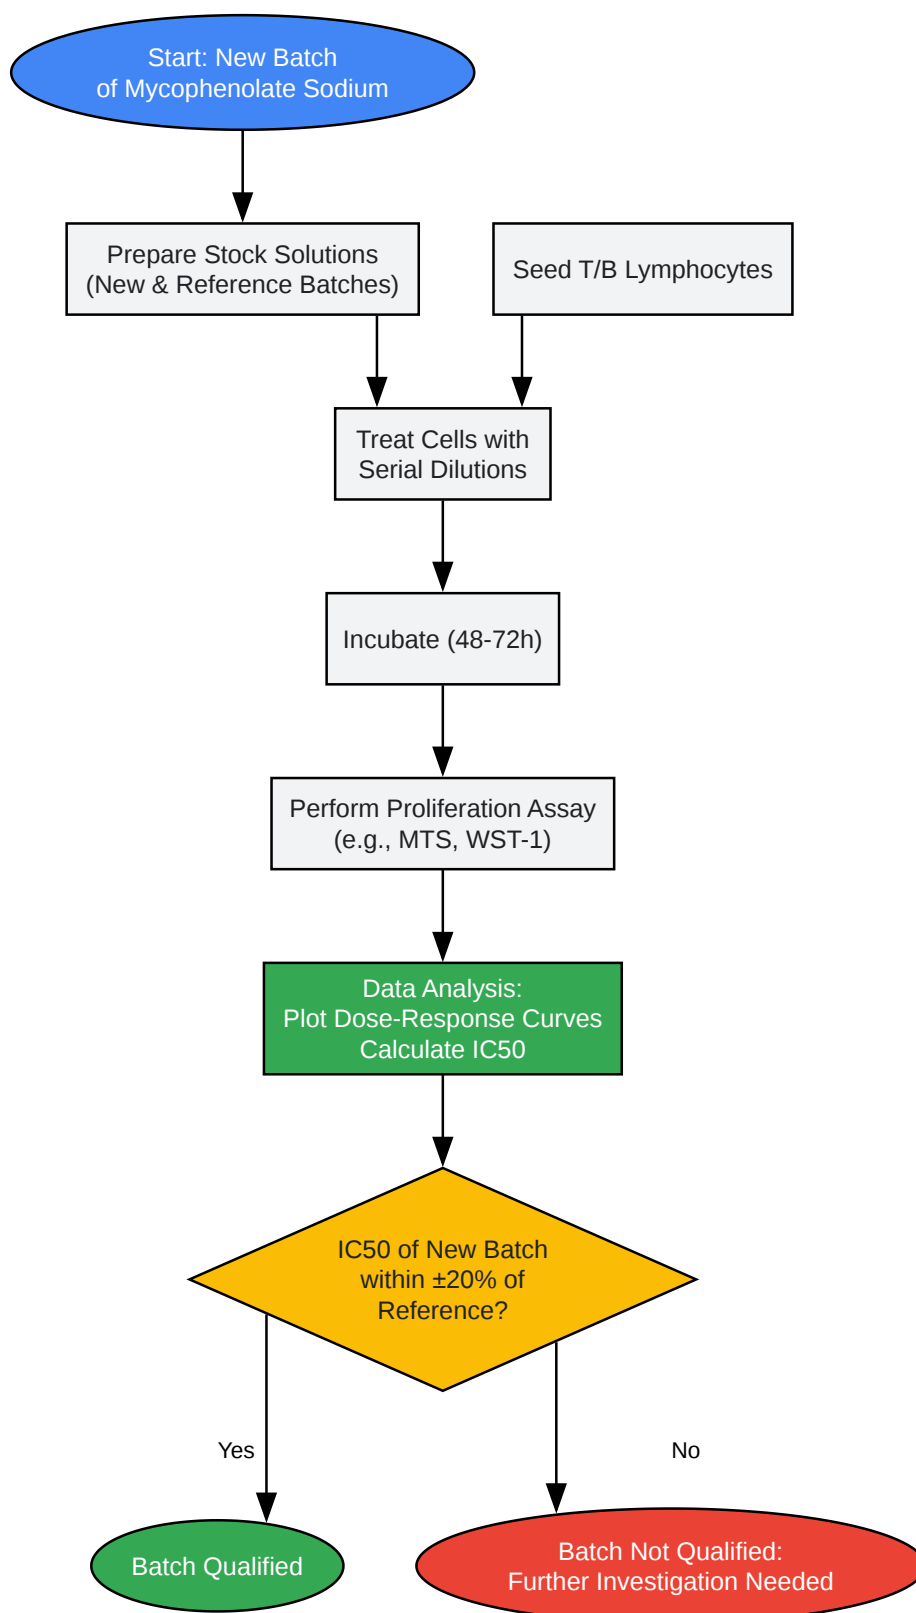 Start: New Batch
of Mycophenolate Sodium
Prepare Stock Solutions
(New & Reference Batches)
Seed T/B Lymphocytes
Treat Cells with
Serial Dilutions
Incubate (48-72h)
Perform Proliferation Assay
(e.g., MTS, WST-1)
Data Analysis:
Plot Dose-Response Curves
Calculate IC50
IC50 of New Batch
within ±20% of
Reference?
Yes
No
Batch Qualified
Batch Not Qualified:
Further Investigation Needed